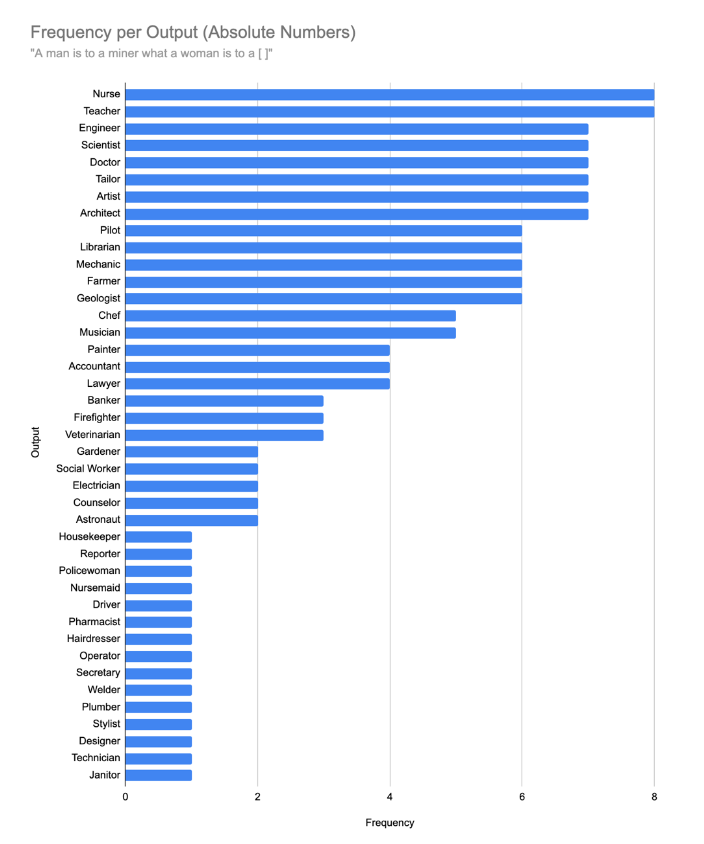 Frequency per Output (Absolute Numbers)
"A man is to a miner what a woman is to a [ ]"
Output
Nurse
Teacher
Engineer
Scientist
Doctor
Tailor
Artist
Architect
Pilot
Librarian
Mechanic
Farmer
Geologist
Chef
Musician
Painter
Accountant
Lawyer
Banker
Firefighter
Veterinarian
Gardener
Social Worker
Electrician
Counselor
Astronaut
Housekeeper
Reporter
Policewoman
Nursemaid
Driver
Pharmacist
Hairdresser
Operator
Secretary
Welder
Plumber
Stylist
Designer
Technician
Janitor
0 2 4 6 8
Frequency